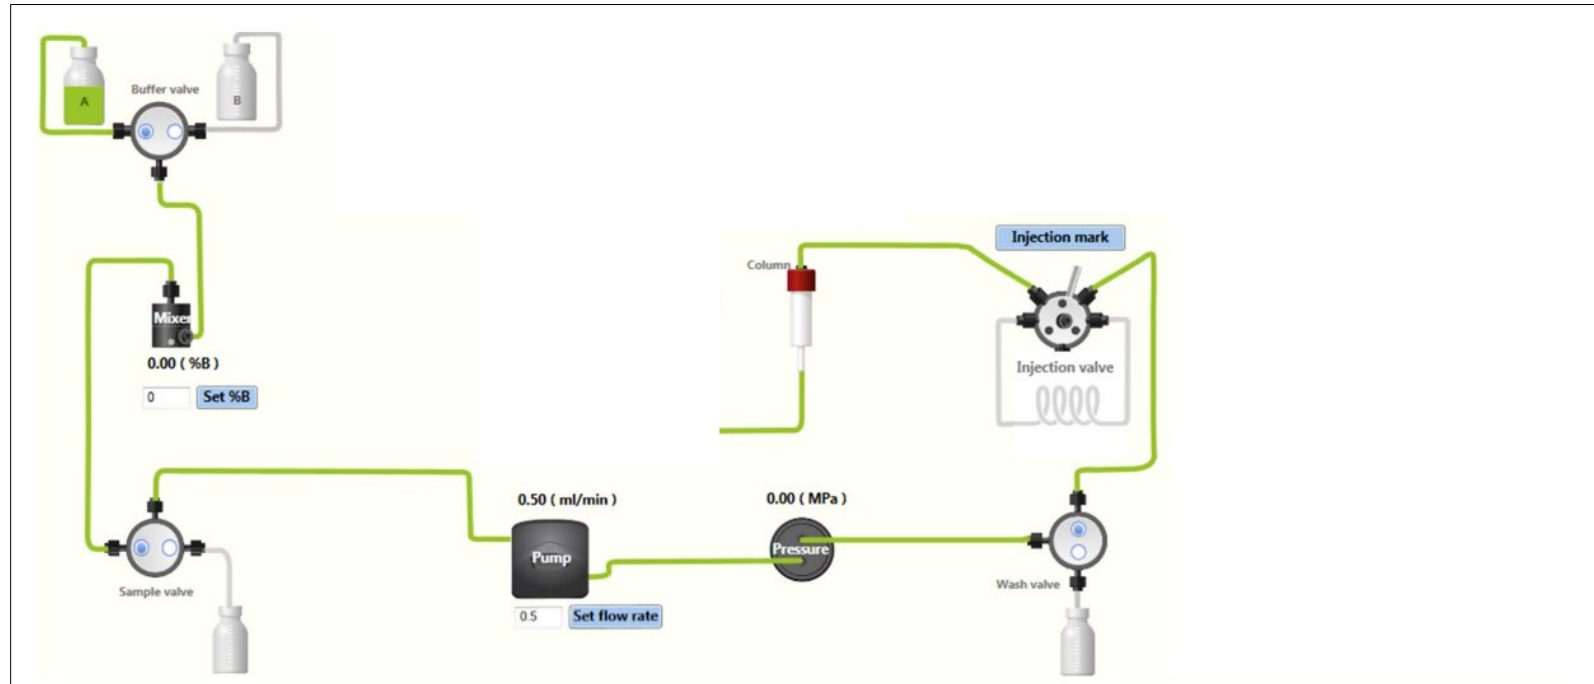 Buffer valve
A
B
Mixer
0.00 ( %B )
0
Set %B
Injection mark
Column
Injection valve
0.50 ( ml/min )
Pump
0.5
Set flow rate
0.00 ( MPa )
Pressure
Sample valve
Wash valve